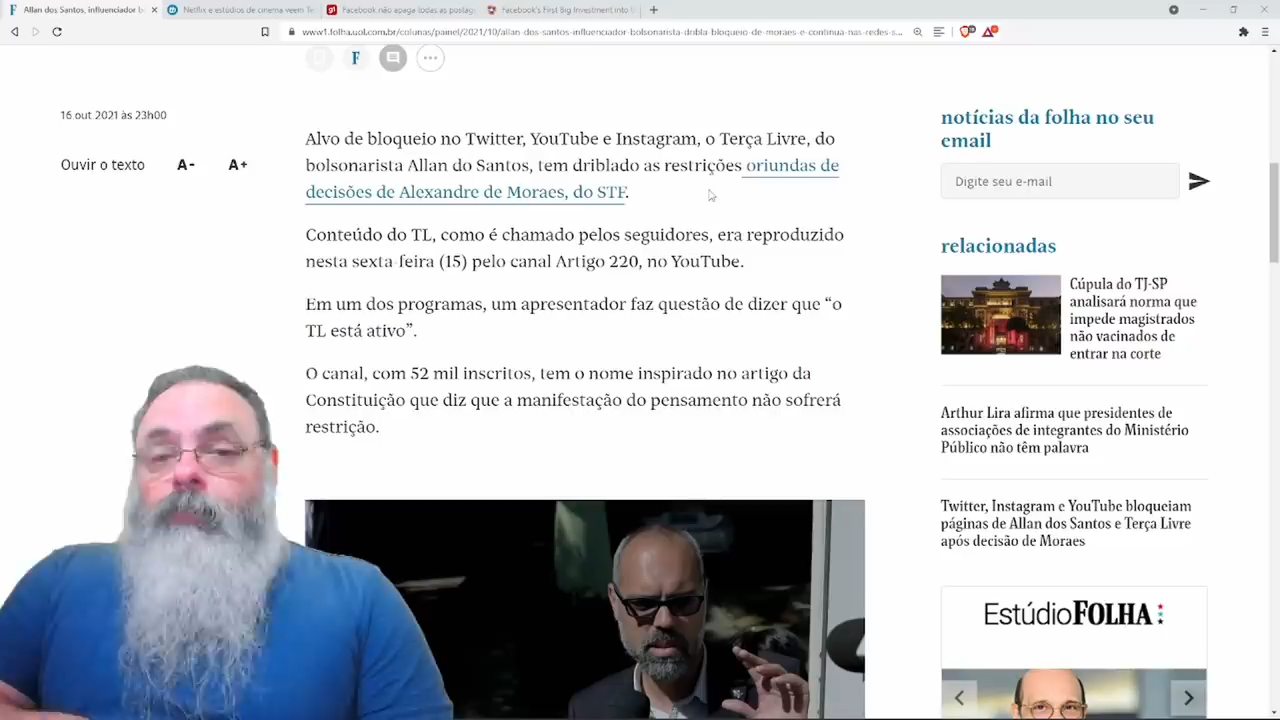 Allan dos Santos, influenciador b
Netflix e estúdios de cinema veem Te
Facebook não apaga todas as postag
Facebook's First Big Investment into V
www1.folha.uol.com.br/colunas/painel/2021/10/allan-dos-santos-influenciador-bolsonarista-dribla-bloqueio-de-moraes-e-continua-nas-redes-s...
16 out 2021 às 23h00
Ouvir o texto A- A+
Alvo de bloqueio no Twitter, YouTube e Instagram, o Terça Livre, do
bolsonarista Allan do Santos, tem driblado as restrições oriundas de
decisões de Alexandre de Moraes, do STF.
Conteúdo do TL, como é chamado pelos seguidores, era reproduzido
nesta sexta-feira (15) pelo canal Artigo 220, no YouTube.
Em um dos programas, um apresentador faz questão de dizer que “o
TL está ativo”.
O canal, com 52 mil inscritos, tem o nome inspirado no artigo da
Constituição que diz que a manifestação do pensamento não sofrerá
restrição.
notícias da folha no seu
email
Digite seu e-mail
relacionadas
Cúpula do TJ-SP
analisará norma que
impede magistrados
não vacinados de
entrar na corte
Arthur Lira afirma que presidentes de
associações de integrantes do Ministério
Público não têm palavra
Twitter, Instagram e YouTube bloqueiam
páginas de Allan dos Santos e Terça Livre
após decisão de Moraes
Estúdio FOLHA